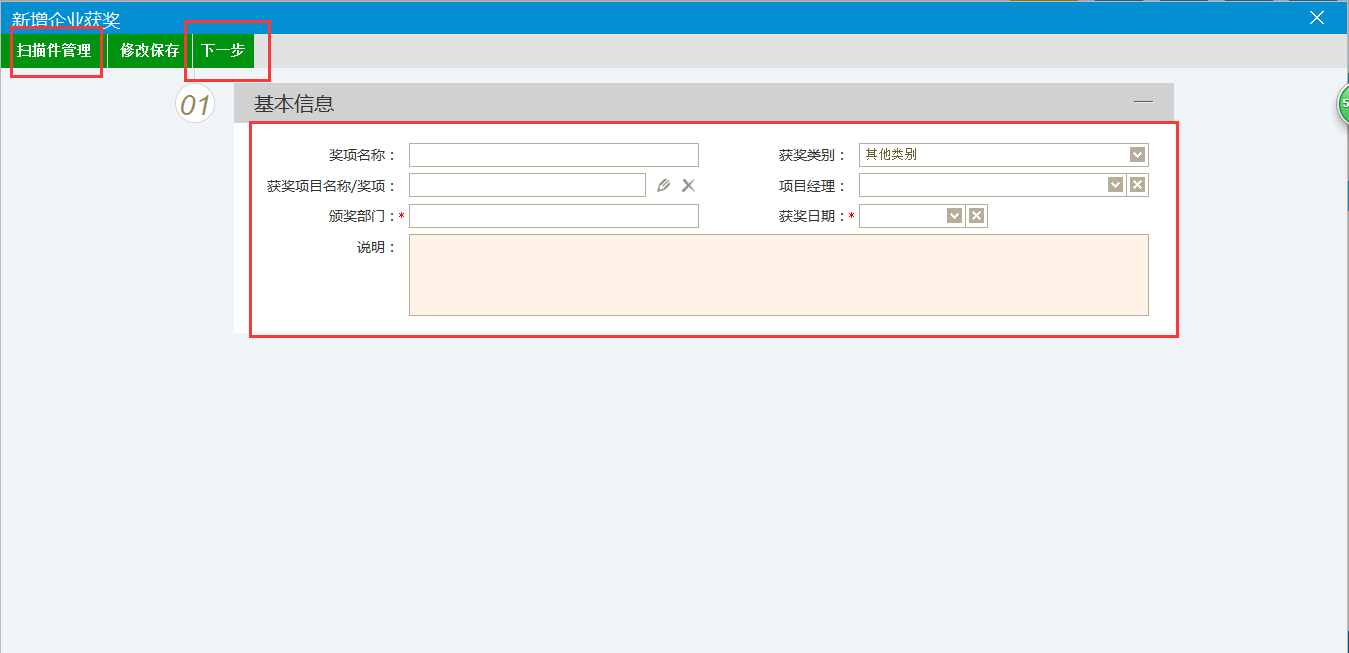 新增企业获奖
扫描件管理 修改保存 下一步
01 基本信息
奖项名称： 获奖类别： 其他类别
获奖项目名称/奖项： 项目经理：
颁奖部门：* 获奖日期：*
说明：
5